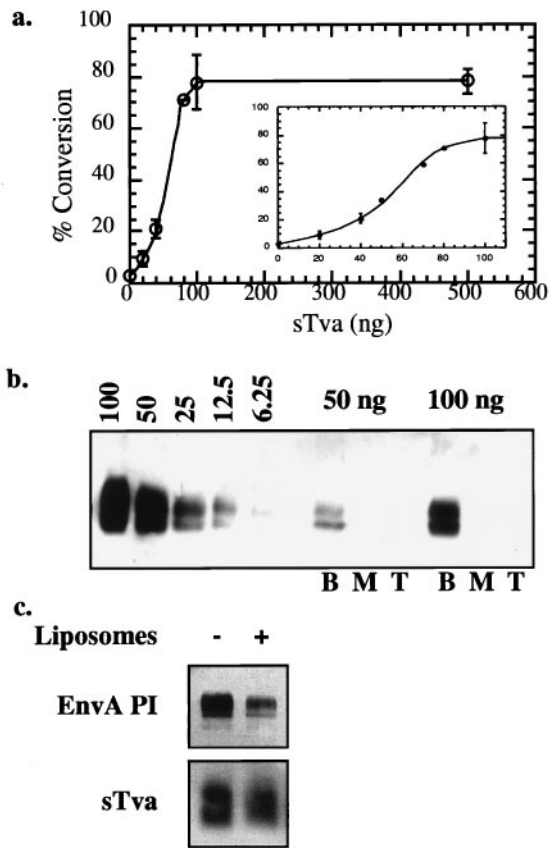 a.
% Conversion
100
80
60
40
20
0
0 100 200 300 400 500 600
sTva (ng)
100
80
60
40
20
0
0 20 40 60 80 100
b.
100 50 25 12.5 6.25 50 ng 100 ng
B M T B M T
c.
Liposomes - +
EnvA PI
sTva